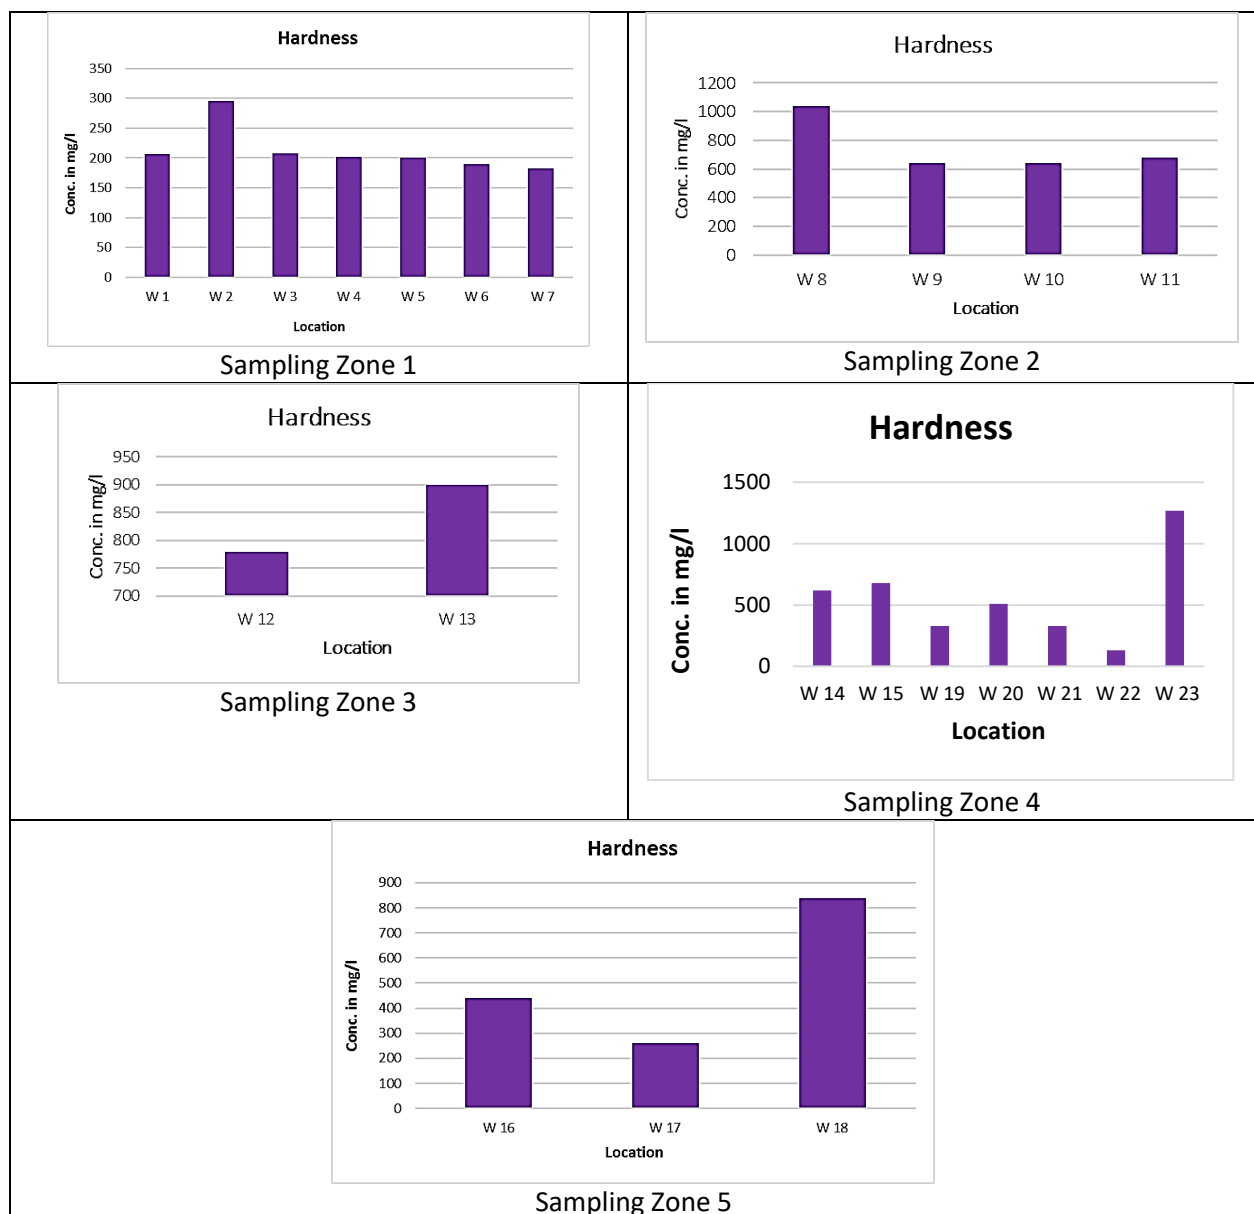 Hardness
Conc. in mg/l
350
300
250
200
150
100
50
0
W 1 W 2 W 3 W 4 W 5 W 6 W 7
Location
Sampling Zone 1
Hardness
Conc. in mg/l
1200
1000
800
600
400
200
0
W 8 W 9 W 10 W 11
Location
Sampling Zone 2
Hardness
Conc. in mg/l
950
900
850
800
750
700
W 12 W 13
Location
Sampling Zone 3
Hardness
Conc. in mg/l
1500
1000
500
0
W 14 W 15 W 19 W 20 W 21 W 22 W 23
Location
Sampling Zone 4
Hardness
Conc. in mg/l
900
800
700
600
500
400
300
200
100
0
W 16 W 17 W 18
Location
Sampling Zone 5